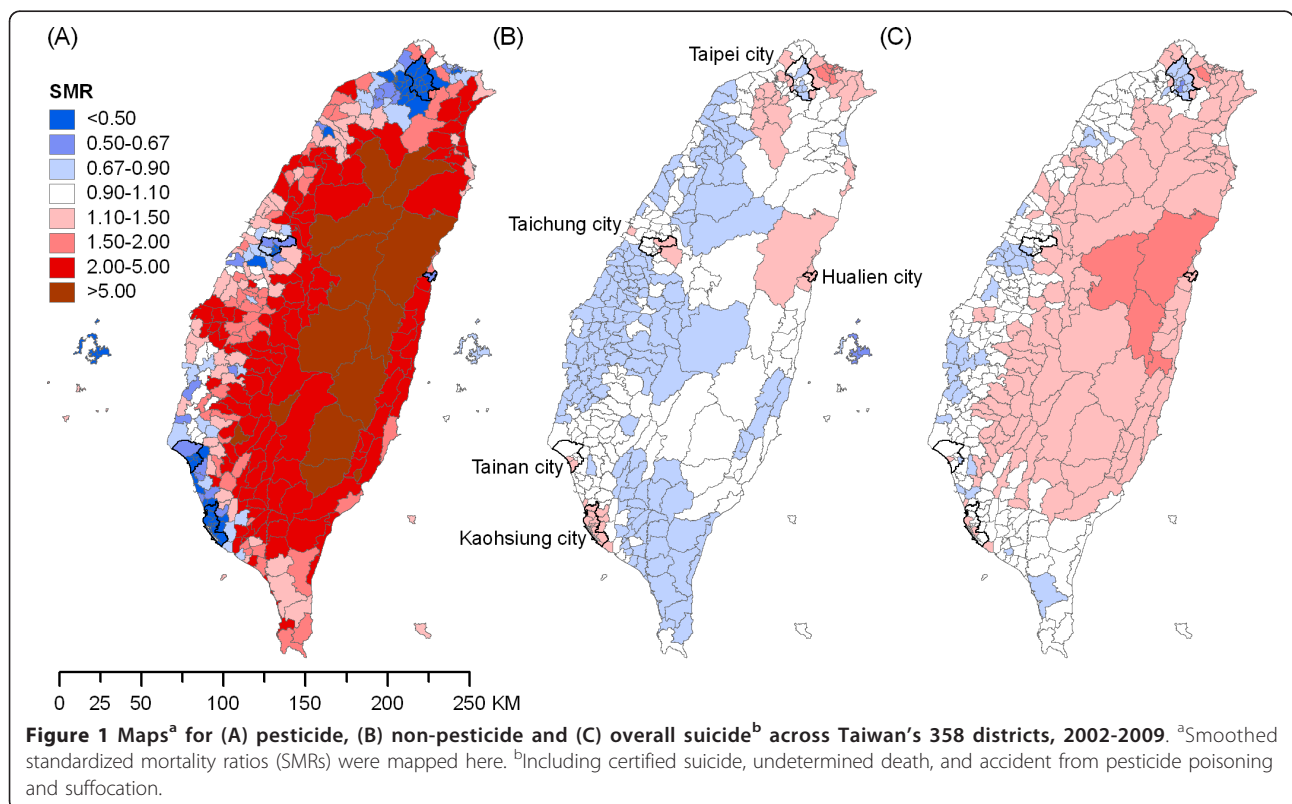 (A)
(B)
(C)
Taipei city
SMR
<0.50
0.50-0.67
0.67-0.90
0.90-1.10
1.10-1.50
1.50-2.00
2.00-5.00
>5.00
Taichung city
Hualien city
Tainan city
Kaohsiung city
0 25 50 100 150 200 250 KM
Figure 1 Mapsᵃ for (A) pesticide, (B) non-pesticide and (C) overall suicideᵇ across Taiwan's 358 districts, 2002-2009. ᵃSmoothed
standardized mortality ratios (SMRs) were mapped here. ᵇIncluding certified suicide, undetermined death, and accident from pesticide poisoning
and suffocation.